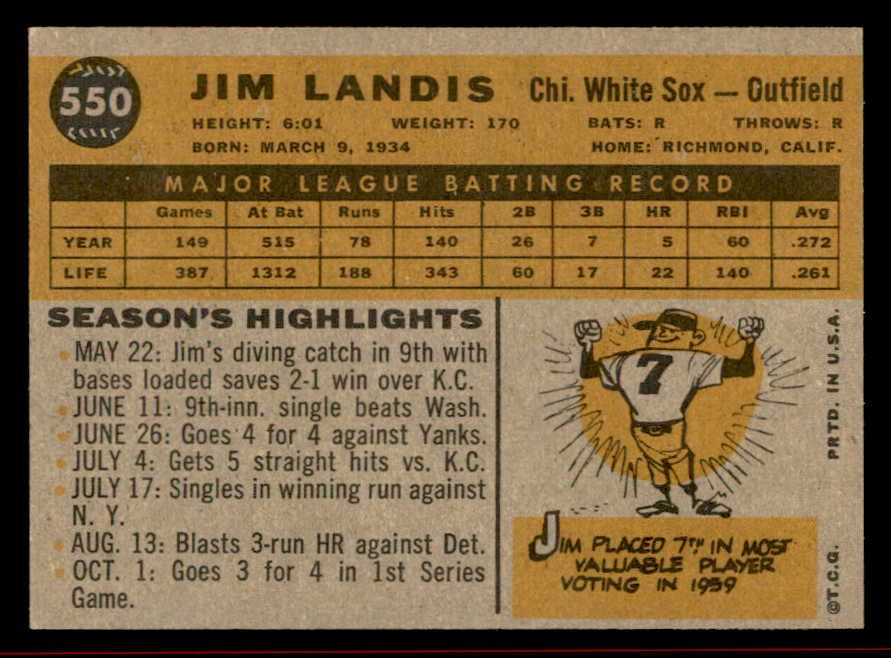 550
JIM LANDIS Chi. White Sox — Outfield
HEIGHT: 6:01 WEIGHT: 170 BATS: R THROWS: R
BORN: MARCH 9, 1934 HOME: RICHMOND, CALIF.
MAJOR LEAGUE BATTING RECORD
Games At Bat Runs Hits 2B 3B HR RBI Avg
YEAR 149 515 78 140 26 7 5 60 .272
LIFE 387 1312 188 343 60 17 22 140 .261
SEASON'S HIGHLIGHTS
MAY 22: Jim's diving catch in 9th with
bases loaded saves 2-1 win over K.C.
JUNE 11: 9th-inn. single beats Wash.
JUNE 26: Goes 4 for 4 against Yanks.
JULY 4: Gets 5 straight hits vs. K.C.
JULY 17: Singles in winning run against
N. Y.
AUG. 13: Blasts 3-run HR against Det.
OCT. 1: Goes 3 for 4 in 1st Series
Game.
7
JIM PLACED 7TH IN MOST
VALUABLE PLAYER
VOTING IN 1959
©T.C.G. PRTD. IN U.S.A.